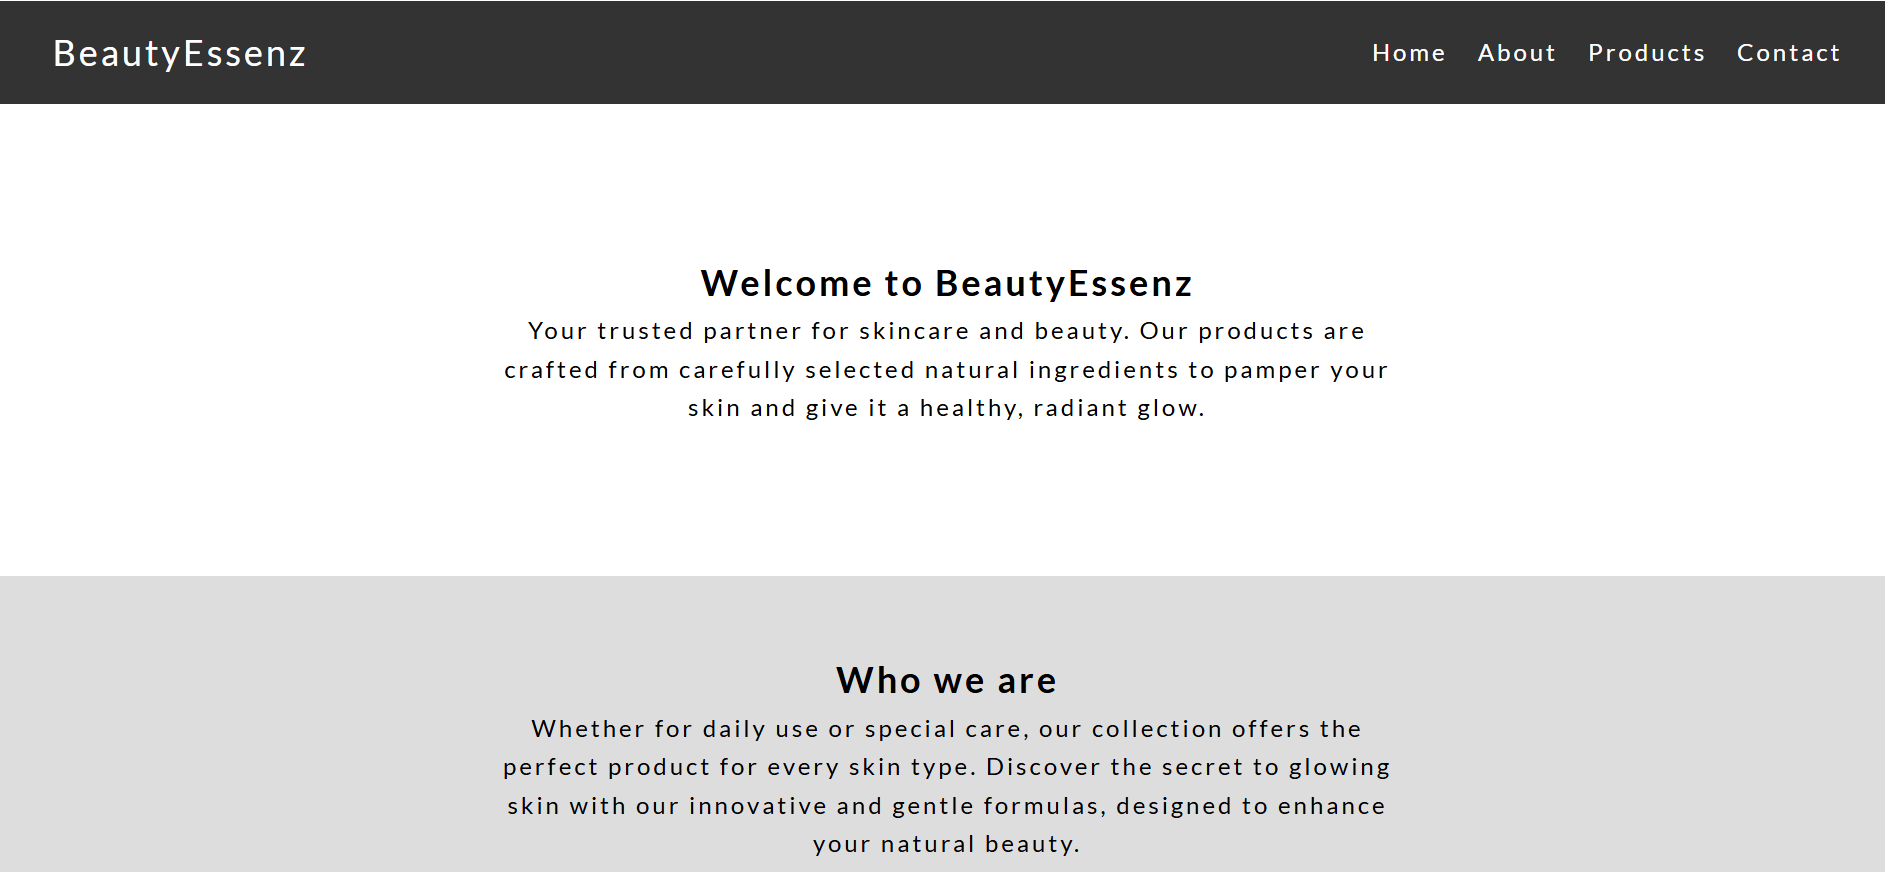 BeautyEssenz
Home About Products Contact
Welcome to BeautyEssenz
Your trusted partner for skincare and beauty. Our products are
crafted from carefully selected natural ingredients to pamper your
skin and give it a healthy, radiant glow.
Who we are
Whether for daily use or special care, our collection offers the
perfect product for every skin type. Discover the secret to glowing
skin with our innovative and gentle formulas, designed to enhance
your natural beauty.